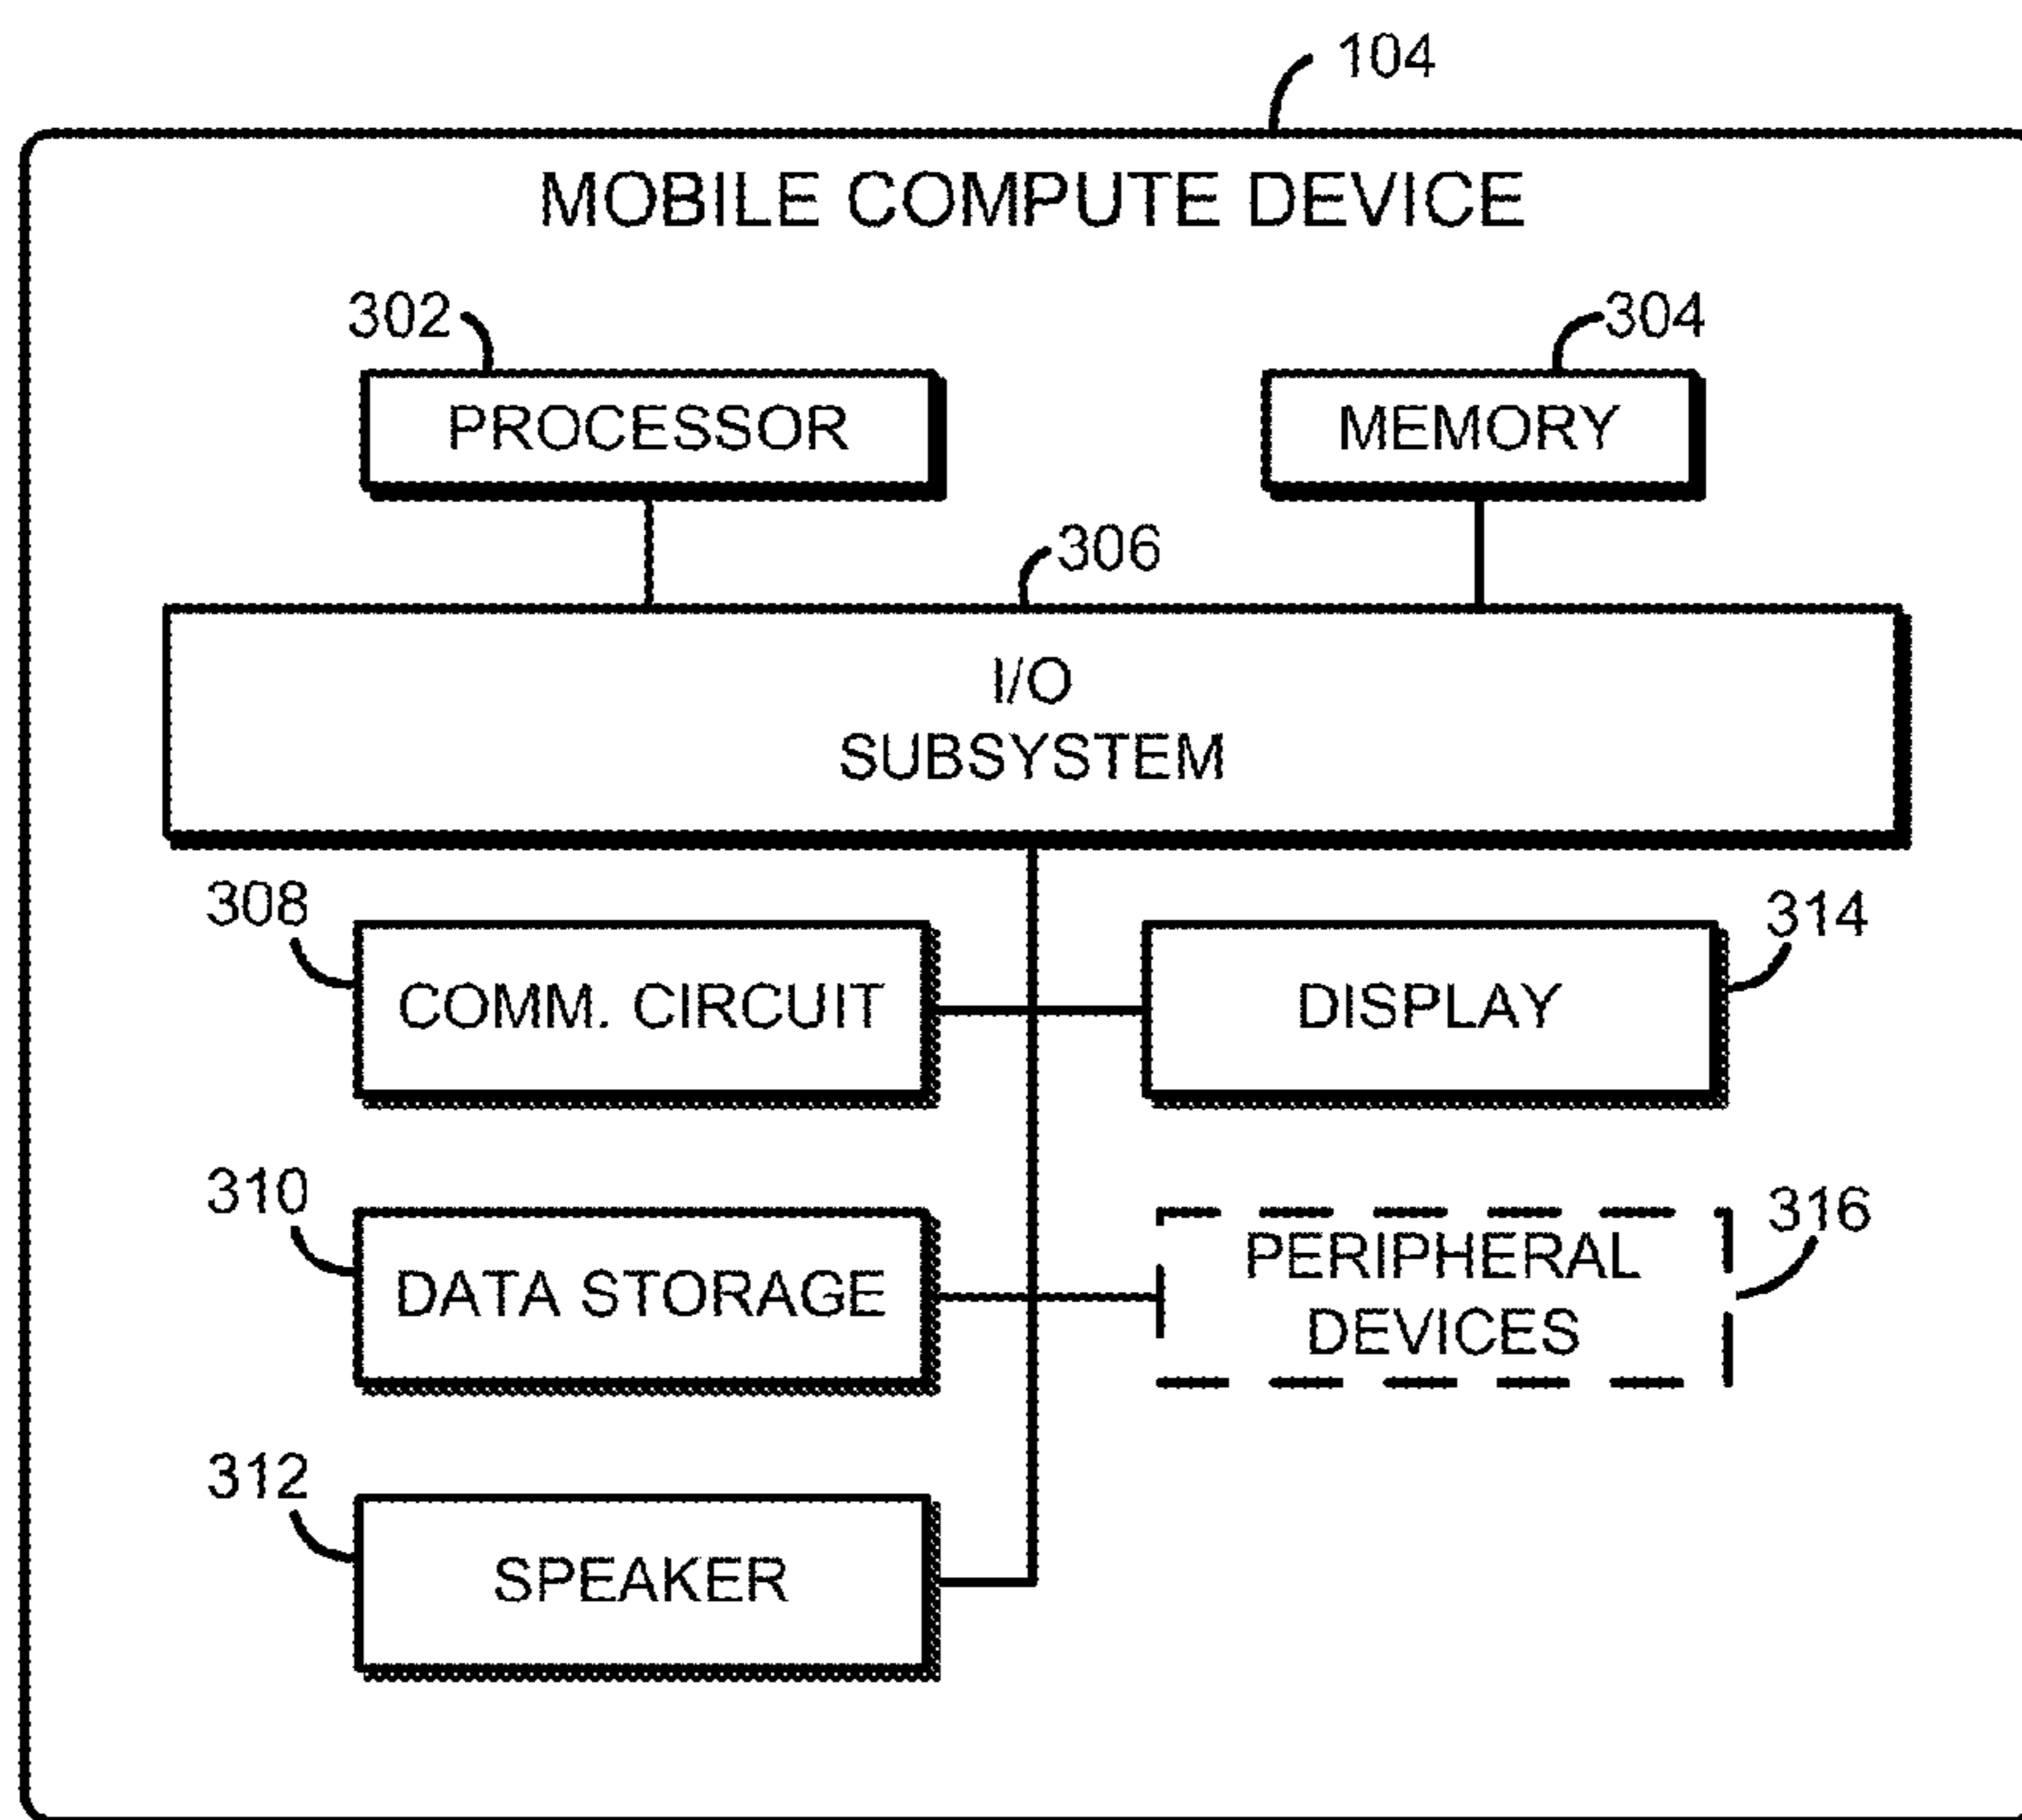 104
MOBILE COMPUTE DEVICE
302
304
PROCESSOR
MEMORY
306
I/O
SUBSYSTEM
308
314
COMM. CIRCUIT
DISPLAY
310
316
DATA STORAGE
PERIPHERAL
DEVICES
312
SPEAKER